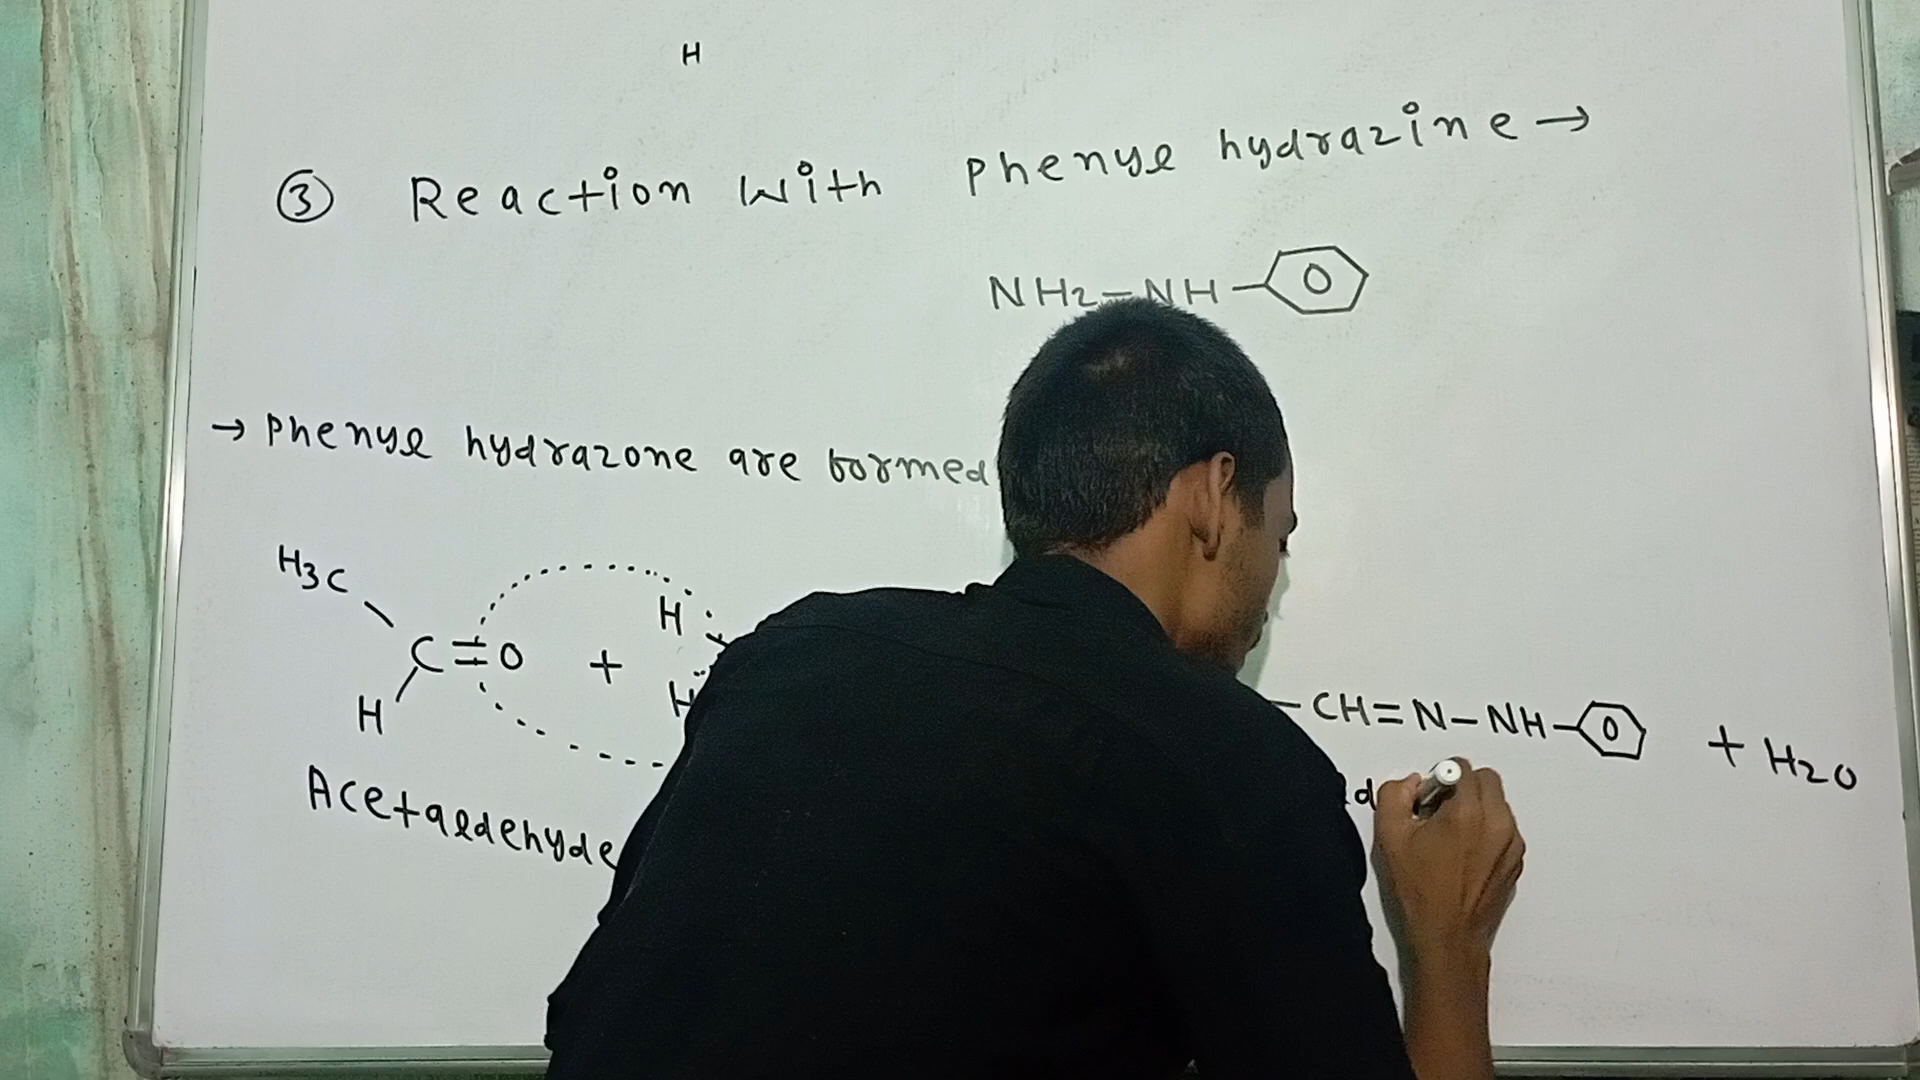 H
③ Reaction with Phenyl hydrazine →
NH2-NH-
→ Phenyl hydrazone are formed
H3C
H
C=O +
H
H
-CH=N-NH- + H2O
Acetaldehyde